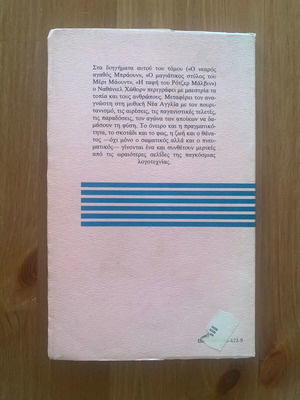 Στα διηγήματα αυτού του τόμου («Ο νεαρός
αγαθός Μπράουν», «Ο μαγιάτικος στύλος του
Μέρι Μάουντ», «Η ταφή του Ρότζερ Μάλβιν»)
ο Ναθάνιελ Χώθορν περιγράφει με μαεστρία τα
τοπία και τους ανθρώπους. Μεταφέρει τον ανα-
γνώστη στη μυθική Νέα Αγγλία με τον πουρι-
τανισμό, τις αιρέσεις, τις παγανιστικές τελετές,
τις παραδόσεις, τον αγώνα των αποίκων να δα-
μάσουν τη φύση. Το όνειρο και η πραγματικό-
τητα, το σκοτάδι και το φως, η ζωή και ο θάνα-
τος —όχι μόνο ο σωματικός αλλά και ο πνευ-
ματικός— γίνονται ένα και συνθέτουν μερικές
από τις ωραιότερες σελίδες της παγκόσμιας
λογοτεχνίας.